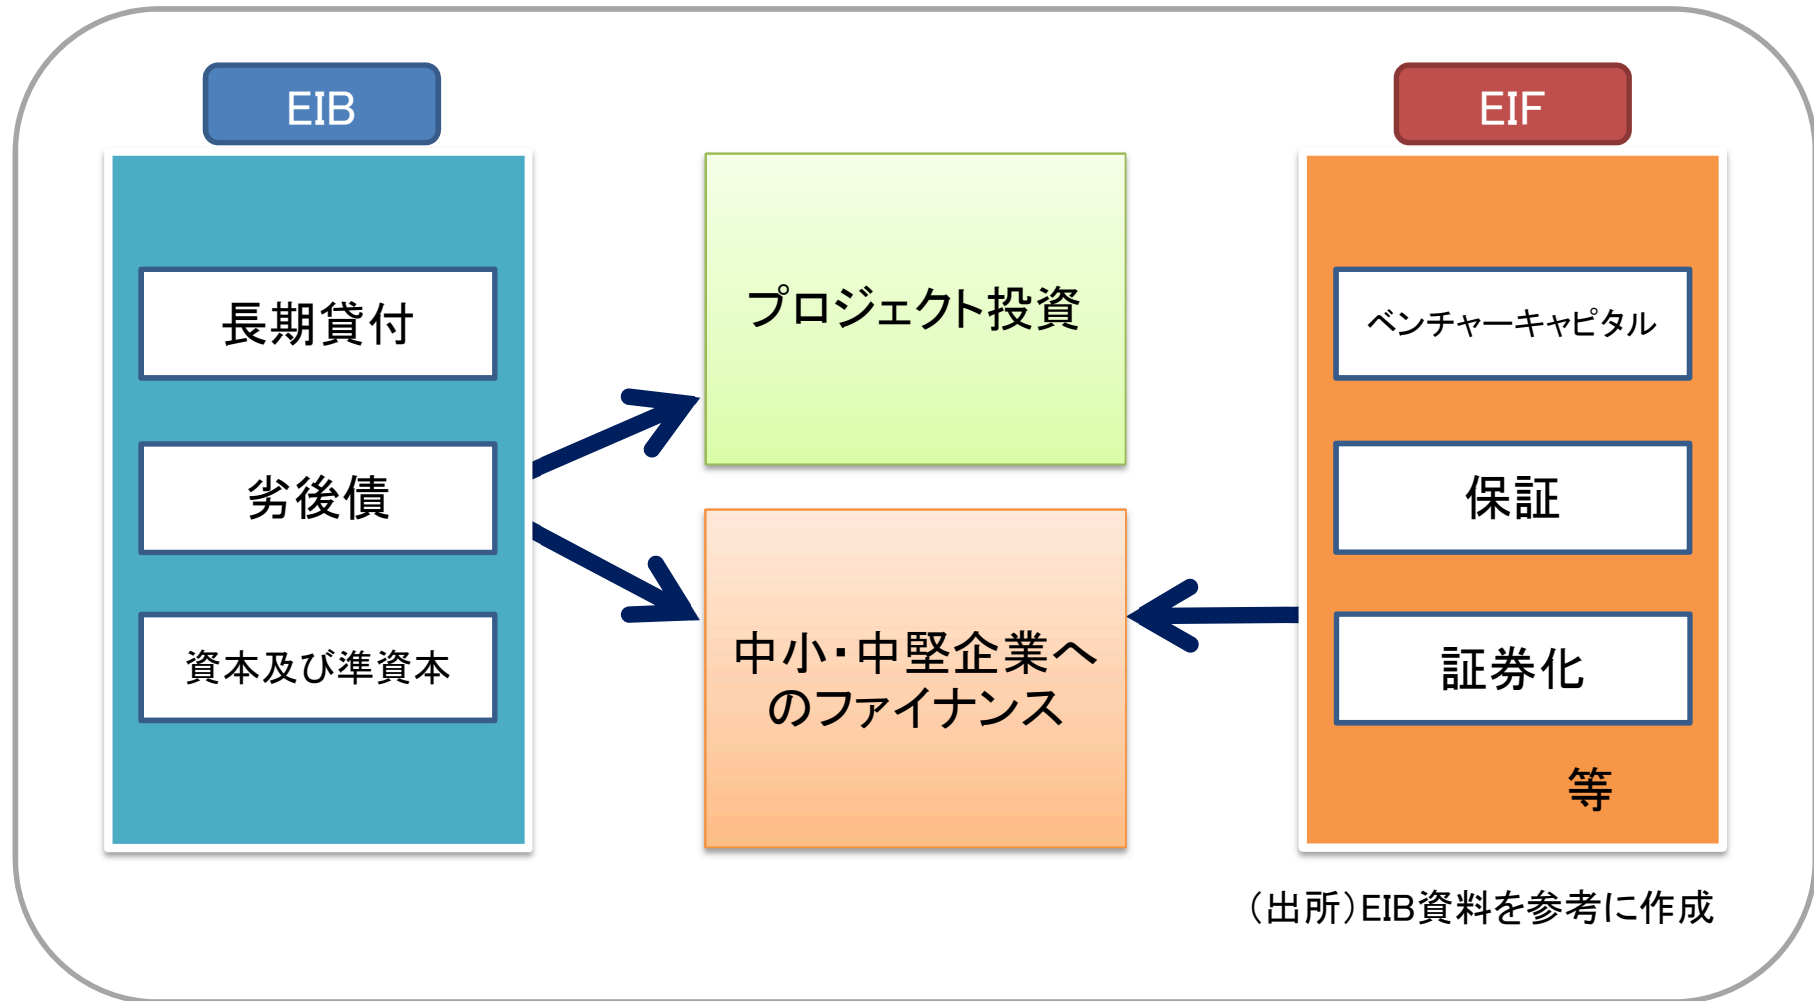 EIB
長期貸付
劣後債
資本及び準資本
プロジェクト投資
中小・中堅企業へ
のファイナンス
EIF
ベンチャーキャピタル
保証
証券化
等
（出所）EIB資料を参考に作成